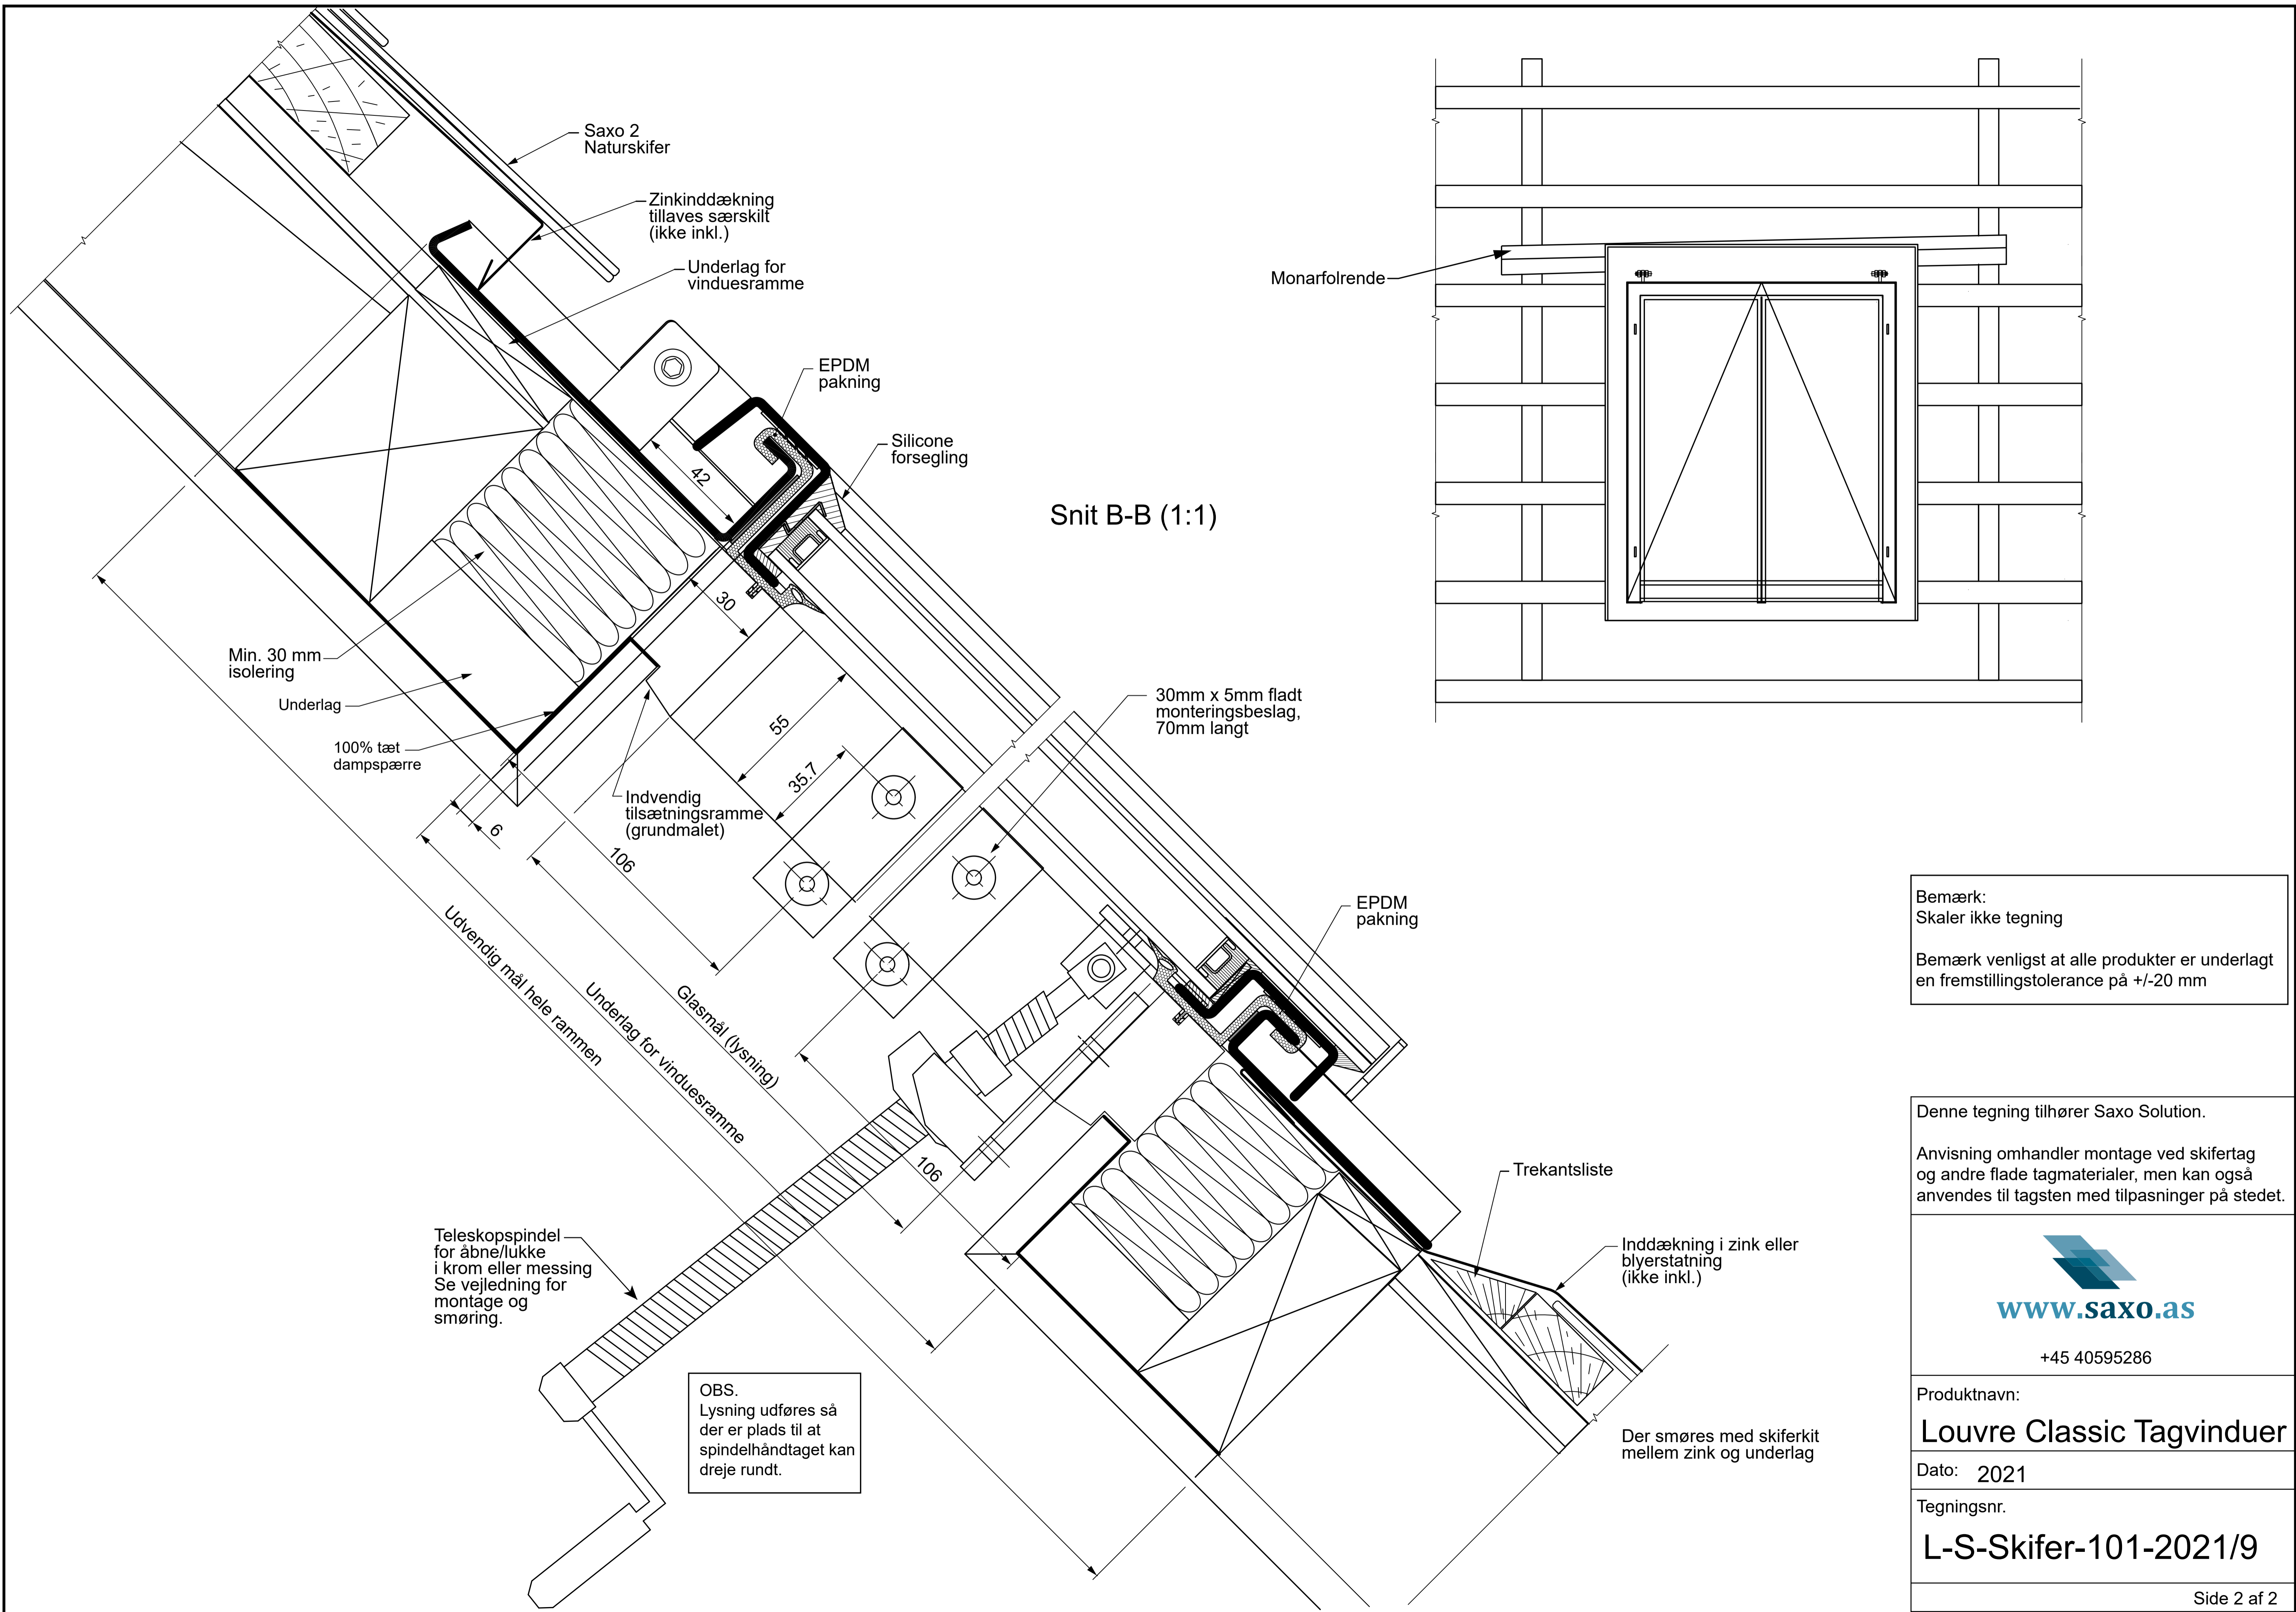 Saxo 2
Naturskifer
Zinkinddækning
tillaves særskilt
(ikke inkl.)
Underlag for
vinduesramme
EPDM
pakning
Silicone
forsegling
42
Snit B-B (1:1)
Monarfolrende
30
Min. 30 mm
isolering
Underlag
100% tæt
dampspærre
Indvendig
tilsætningsramme
(grundmalet)
55
35.7
30mm x 5mm fladt
monteringsbeslag,
70mm langt
6
106
Udvendig mål hele rammen
Underlag for vinduesramme
Glasmål (lysning)
EPDM
pakning
106
Teleskopspindel
for åbne/lukke
i krom eller messing
Se vejledning for
montage og
smøring.
OBS.
Lysning udføres så
der er plads til at
spindelhåndtaget kan
dreje rundt.
Trekantsliste
Inddækning i zink eller
blyerstatning
(ikke inkl.)
Der smøres med skiferkit
mellem zink og underlag
Bemærk:
Skaler ikke tegning
Bemærk venligst at alle produkter er underlagt
en fremstillingstolerance på +/-20 mm
Denne tegning tilhører Saxo Solution.
Anvisning omhandler montage ved skifertag
og andre flade tagmaterialer, men kan også
anvendes til tagsten med tilpasninger på stedet.
www.saxo.as
+45 40595286
Produktnavn:
Louvre Classic Tagvinduer
Dato: 2021
Tegningsnr.
L-S-Skifer-101-2021/9
Side 2 af 2